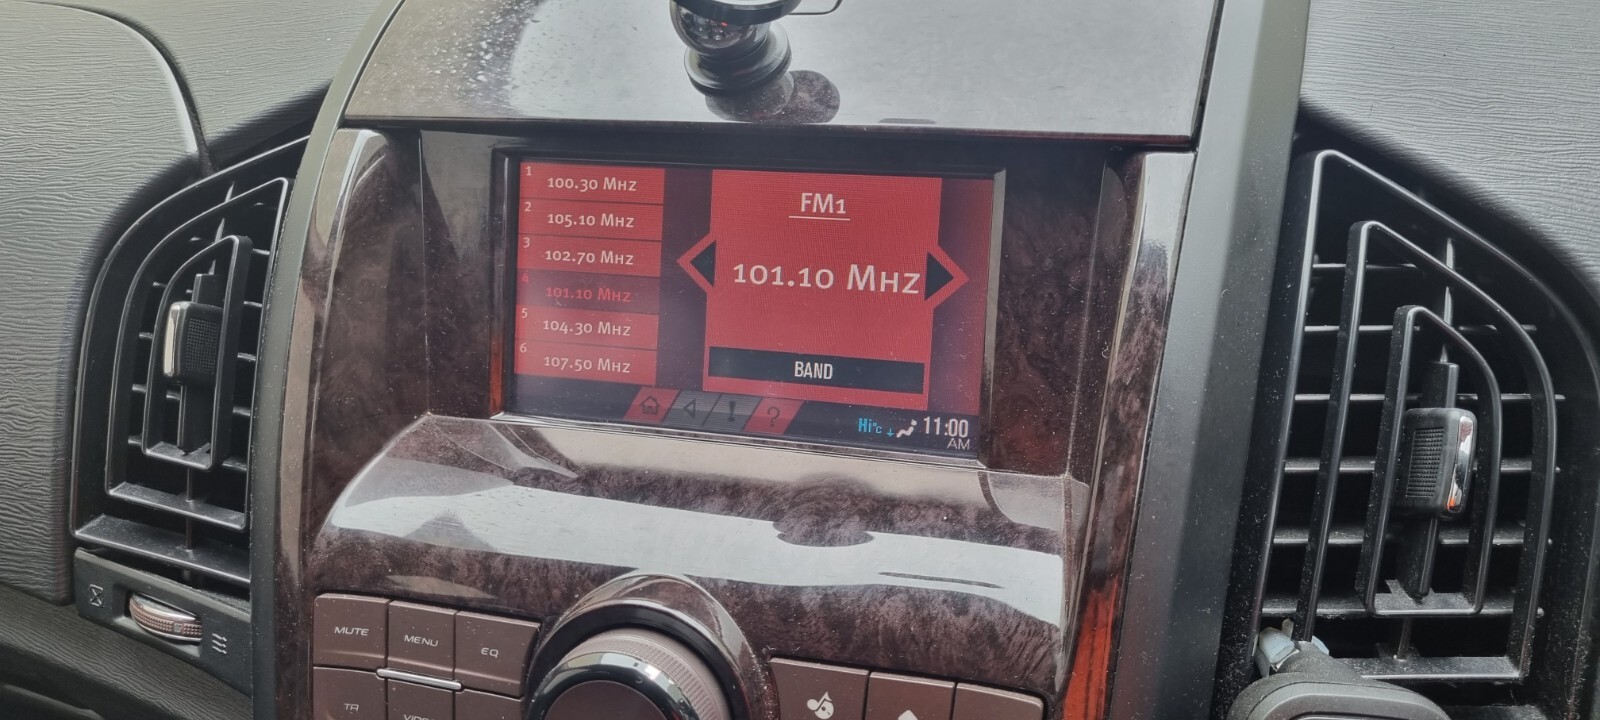 1 100.30 MHZ
2 105.10 MHZ
3 102.70 MHZ
4 101.10 MHZ
5 104.30 MHZ
6 107.50 MHZ
FM1
101.10 MHZ
BAND
Hi°c 11:00
AM
MUTE MENU EQ
TA